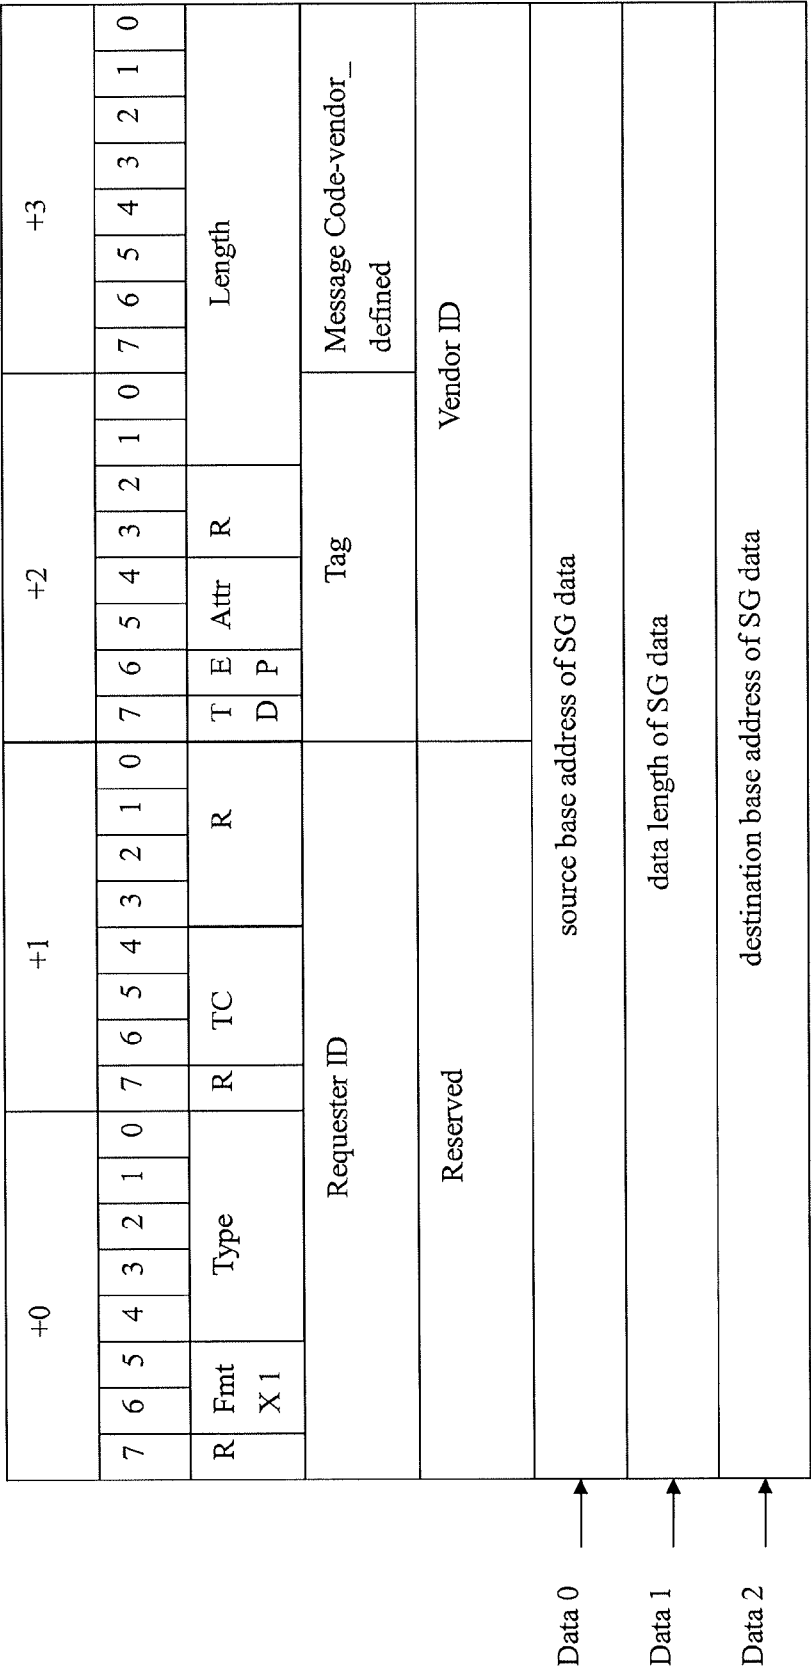 +0 +1 +2 +3
7 6 5 4 3 2 1 0 7 6 5 4 3 2 1 0 7 6 5 4 3 2 1 0 7 6 5 4 3 2 1 0
R Fmt Type R TC R T E Attr R Length
X 1 D P
Requester ID Tag Message Code-vendor_
defined
Reserved Vendor ID
Data 0 source base address of SG data
Data 1 data length of SG data
Data 2 destination base address of SG data